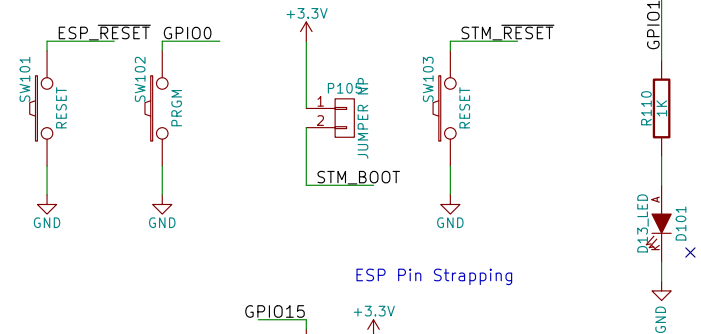 ESP_RESET
GPIO0
+3.3V
STM_RESET
GPIO1
SW101
RESET
SW102
PRGM
P105
1
2
JUMPER NP
SW103
RESET
R110
1K
STM_BOOT
GND
GND
GND
A
D13_LED
D101
K
ESP Pin Strapping
GPIO15
+3.3V
GND